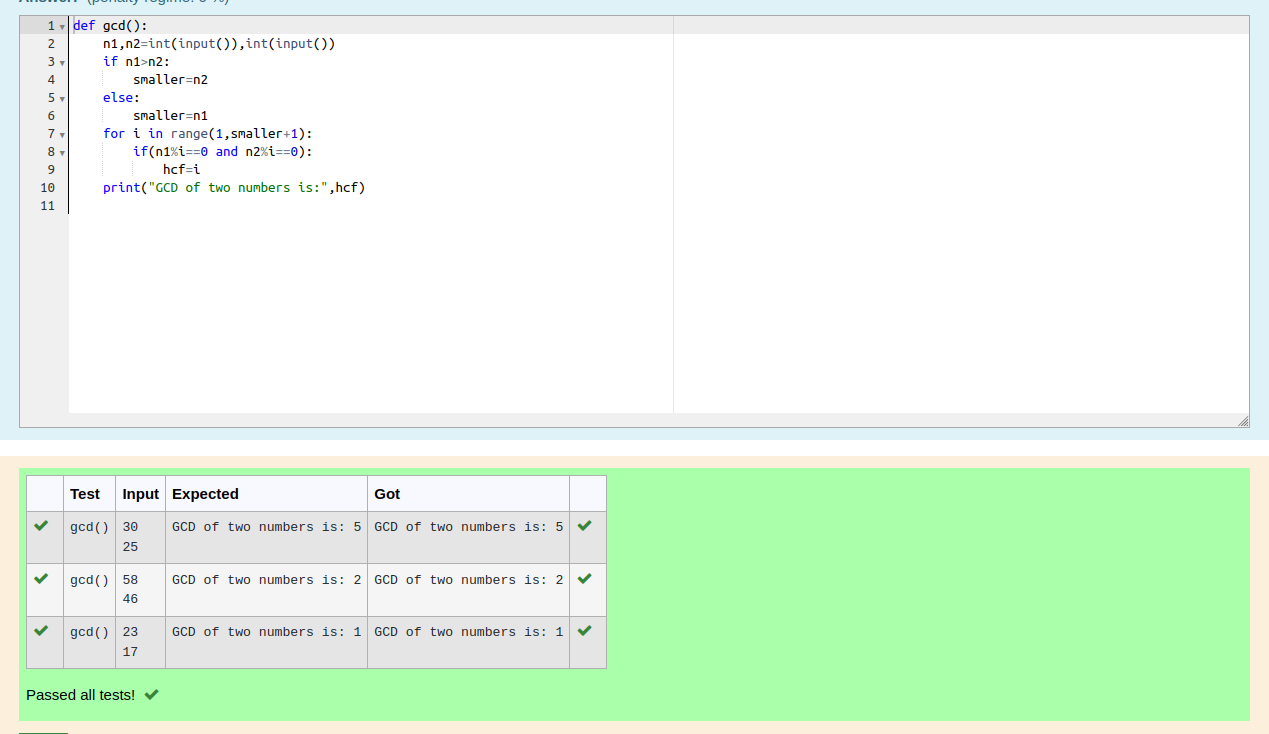 Answer: (penalty regime: 0 %)
1 def gcd():
2     n1,n2=int(input()),int(input())
3     if n1>n2:
4         smaller=n2
5     else:
6         smaller=n1
7     for i in range(1,smaller+1):
8         if(n1%i==0 and n2%i==0):
9             hcf=i
10     print("GCD of two numbers is:",hcf)
11
Test Input Expected Got
gcd() 30 GCD of two numbers is: 5 GCD of two numbers is: 5
25
gcd() 58 GCD of two numbers is: 2 GCD of two numbers is: 2
46
gcd() 23 GCD of two numbers is: 1 GCD of two numbers is: 1
17
Passed all tests!